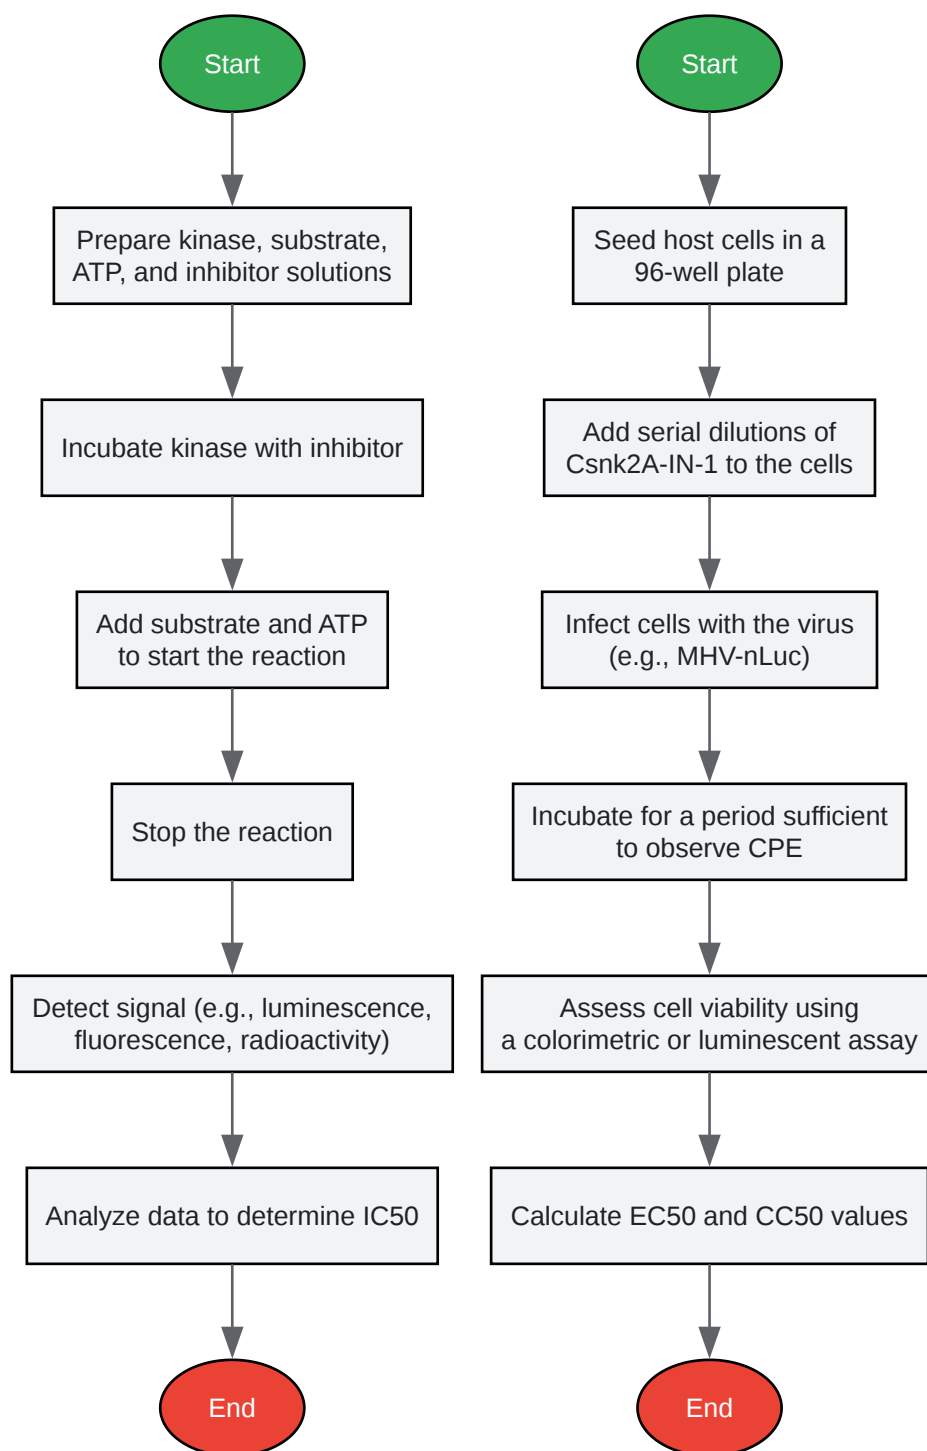 Start
Prepare kinase, substrate,
ATP, and inhibitor solutions
Incubate kinase with inhibitor
Add substrate and ATP
to start the reaction
Stop the reaction
Detect signal (e.g., luminescence,
fluorescence, radioactivity)
Analyze data to determine IC50
End
Start
Seed host cells in a
96-well plate
Add serial dilutions of
Csnk2A-IN-1 to the cells
Infect cells with the virus
(e.g., MHV-nLuc)
Incubate for a period sufficient
to observe CPE
Assess cell viability using
a colorimetric or luminescent assay
Calculate EC50 and CC50 values
End